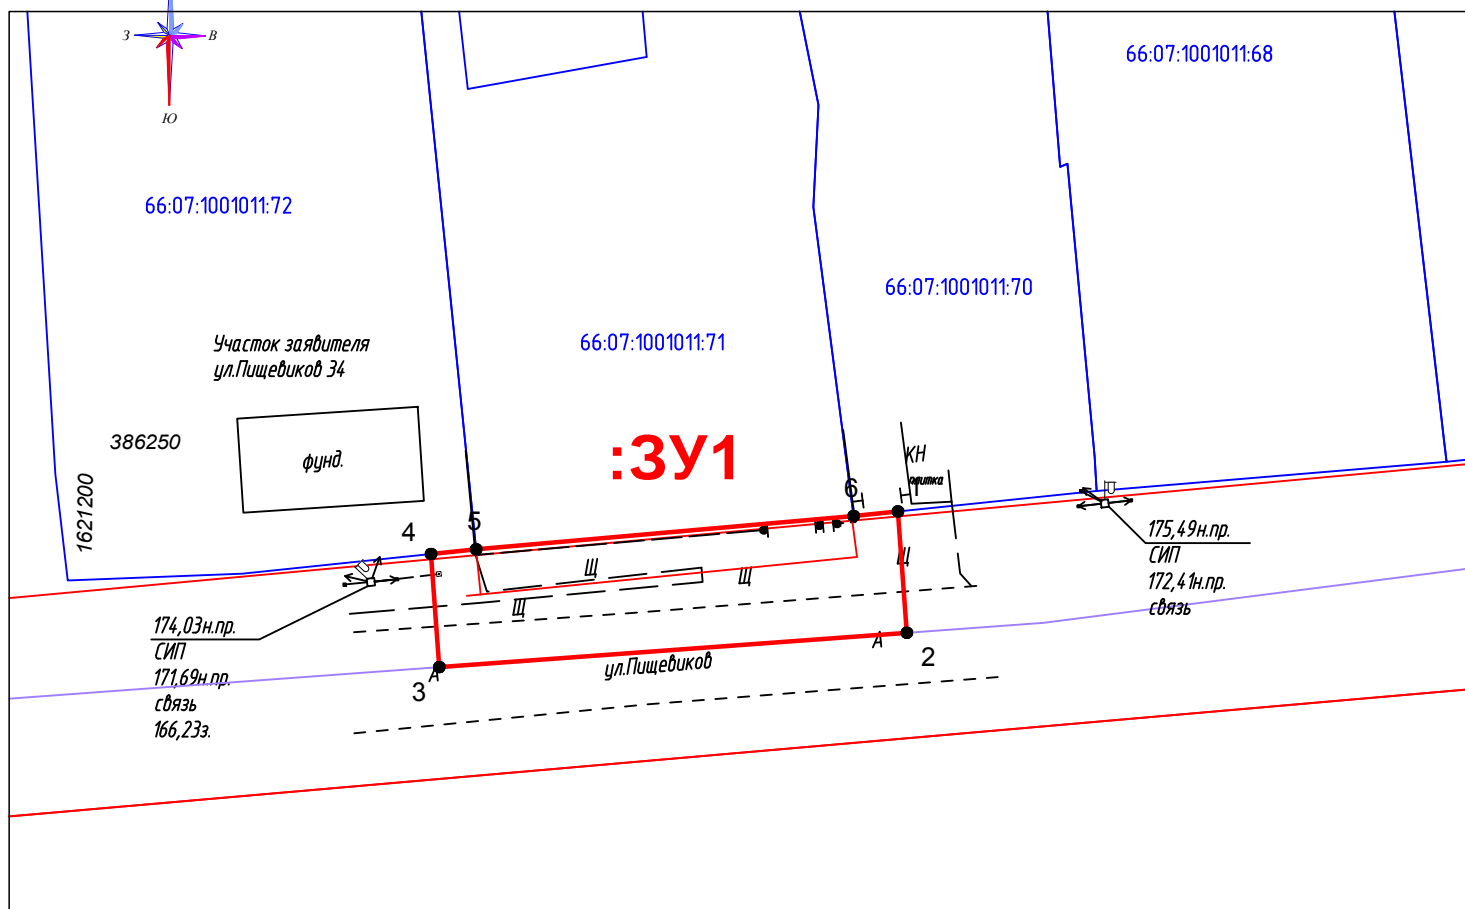 З
В
Ю
66:07:1001011:68
66:07:1001011:72
66:07:1001011:70
66:07:1001011:71
Участок заявителя
ул.Пищевиков 34
386250
1621200
фунд.
:ЗУ1
КН
6
1
5
4
Щ
Щ
Щ
Щ
175,49н.пр.
СИП
172,41н.пр.
связь
174,03н.пр.
СИП
171,69н.пр.
связь
166,23з.
А
А
2
3
ул.Пищевиков